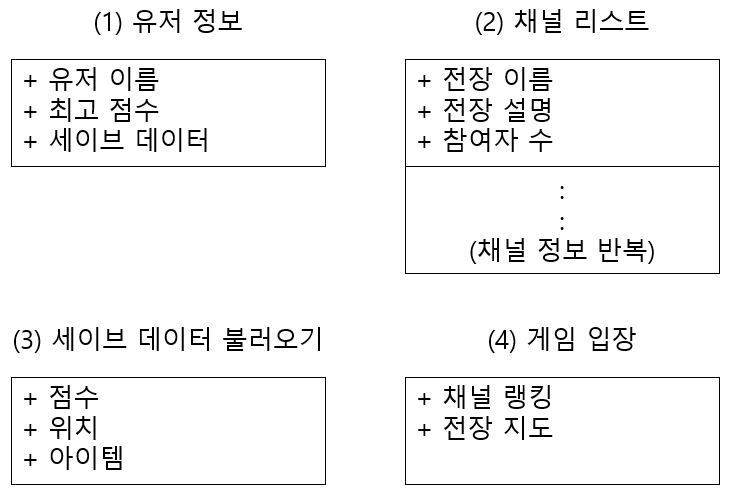 (1) 유저 정보
+ 유저 이름
+ 최고 점수
+ 세이브 데이터
(2) 채널 리스트
+ 전장 이름
+ 전장 설명
+ 참여자 수
:
:
(채널 정보 반복)
(3) 세이브 데이터 불러오기
+ 점수
+ 위치
+ 아이템
(4) 게임 입장
+ 채널 랭킹
+ 전장 지도